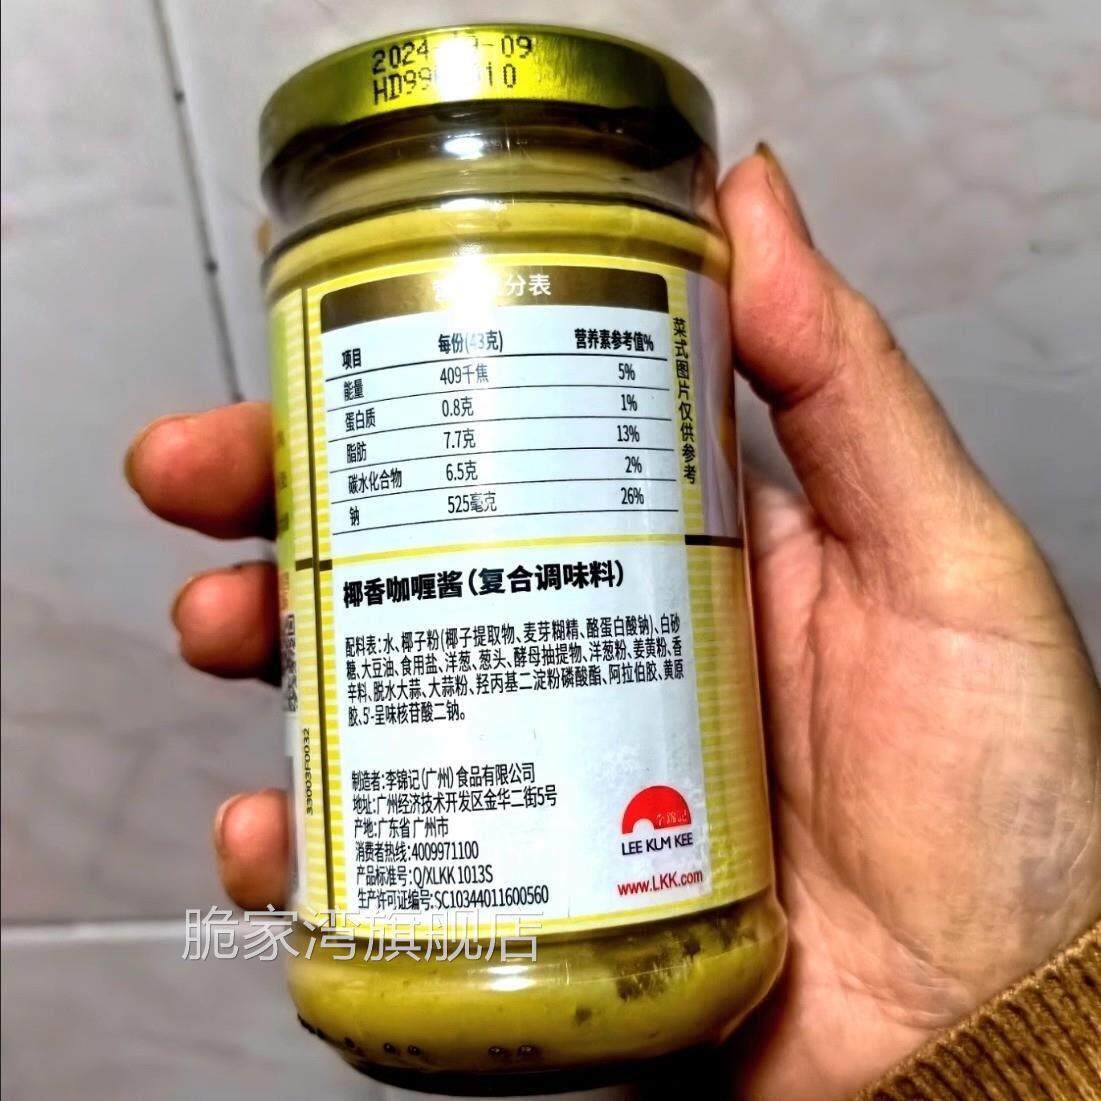 2024 09
HD99 10
分表
项目 每份(43克) 营养素参考值%
能量 409千焦 5%
蛋白质 0.8克 1%
脂肪 7.7克 13%
碳水化合物 6.5克 2%
钠 525毫克 26%
菜式图片仅供参考
椰香咖喱酱(复合调味料)
配料表:水、椰子粉(椰子提取物、麦芽糊精、酪蛋白酸钠)、白砂
糖、大豆油、食用盐、洋葱、葱头、酵母抽提物、洋葱粉、姜黄粉、香
辛料、脱水大蒜、大蒜粉、羟丙基二淀粉磷酸酯、阿拉伯胶、黄原
胶、5'-呈味核苷酸二钠。
制造者:李锦记(广州)食品有限公司
地址:广州经济技术开发区金华二街5号
产地:广东省广州市
消费者热线:4009971100
产品标准号:Q/XLKK 1013S
生产许可证编号:SC10344011600560
李锦记
LEE KUM KEE
www.LKK.com
脆家湾旗舰店